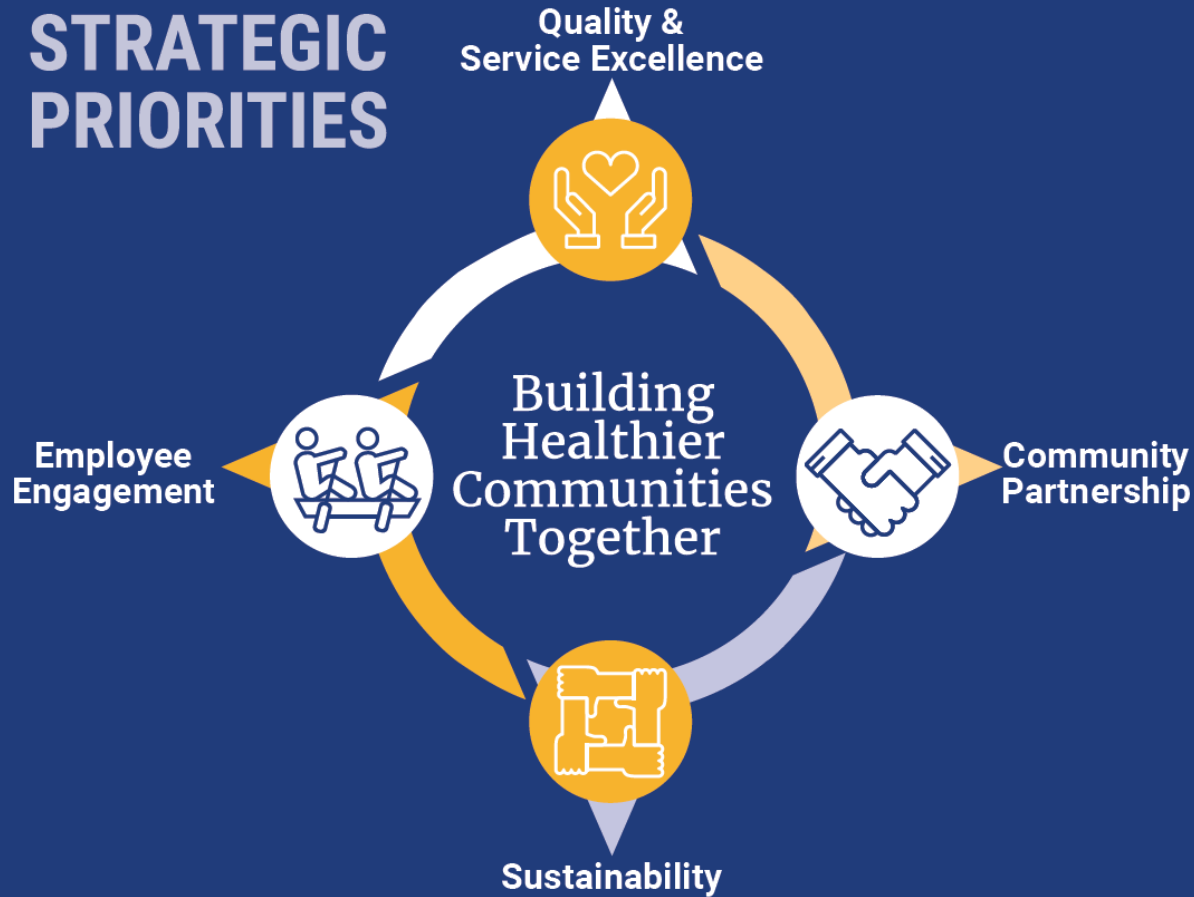 STRATEGIC
PRIORITIES
Quality &
Service Excellence
Employee
Engagement
Building
Healthier
Communities
Together
Community
Partnership
Sustainability